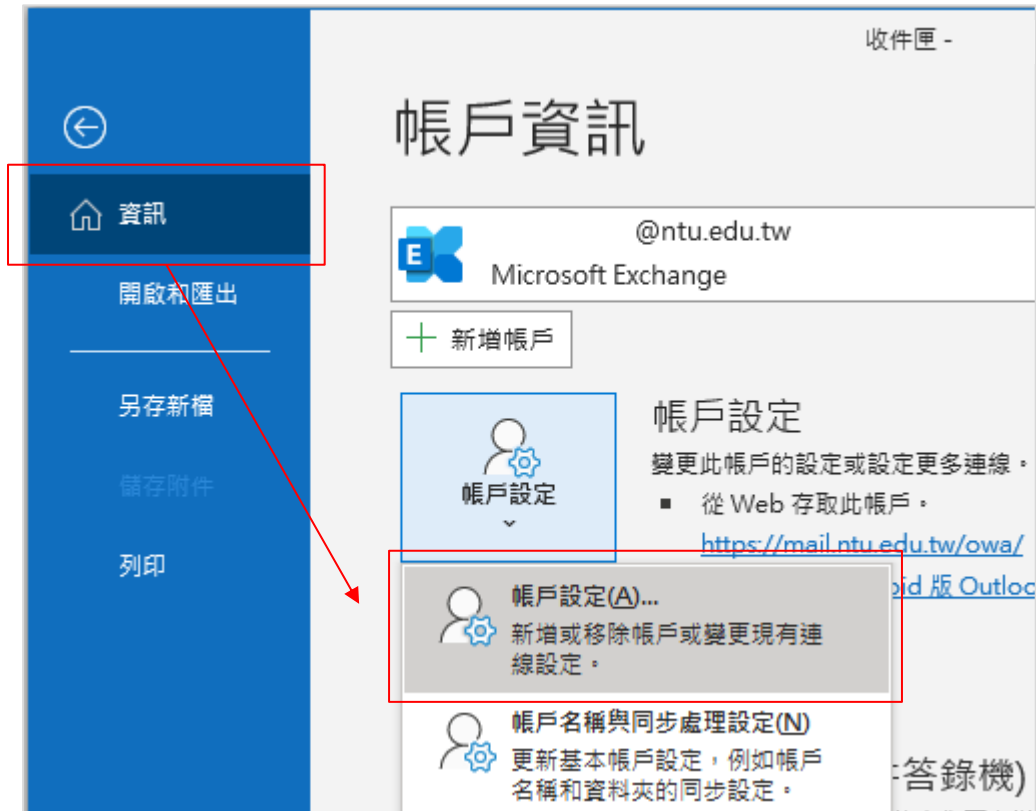 收件匣 -
帳戶資訊
資訊
開啟和匯出
另存新檔
儲存附件
列印
@ntu.edu.tw
E
Microsoft Exchange
新增帳戶
帳戶設定
帳戶設定
變更此帳戶的設定或設定更多連線。
■ 從 Web 存取此帳戶。
https://mail.ntu.edu.tw/owa/
id 版 Outloo
帳戶設定(A)...
新增或移除帳戶或變更現有連
線設定。
帳戶名稱與同步處理設定(N)
更新基本帳戶設定，例如帳戶
名稱和資料夾的同步設定。
答錄機)